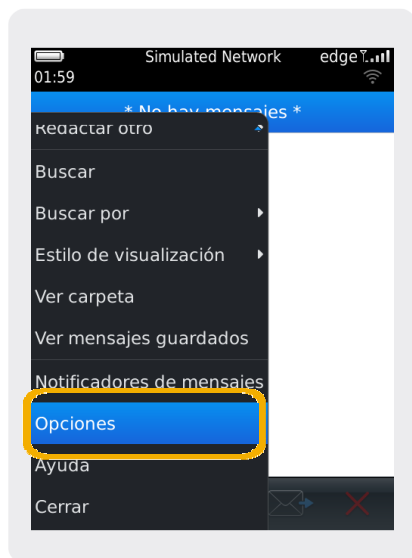 Simulated Network edge
01:59
* No hay mensajes *
Redactar otro
Buscar
Buscar por
Estilo de visualización
Ver carpeta
Ver mensajes guardados
Notificadores de mensajes
Opciones
Ayuda
Cerrar